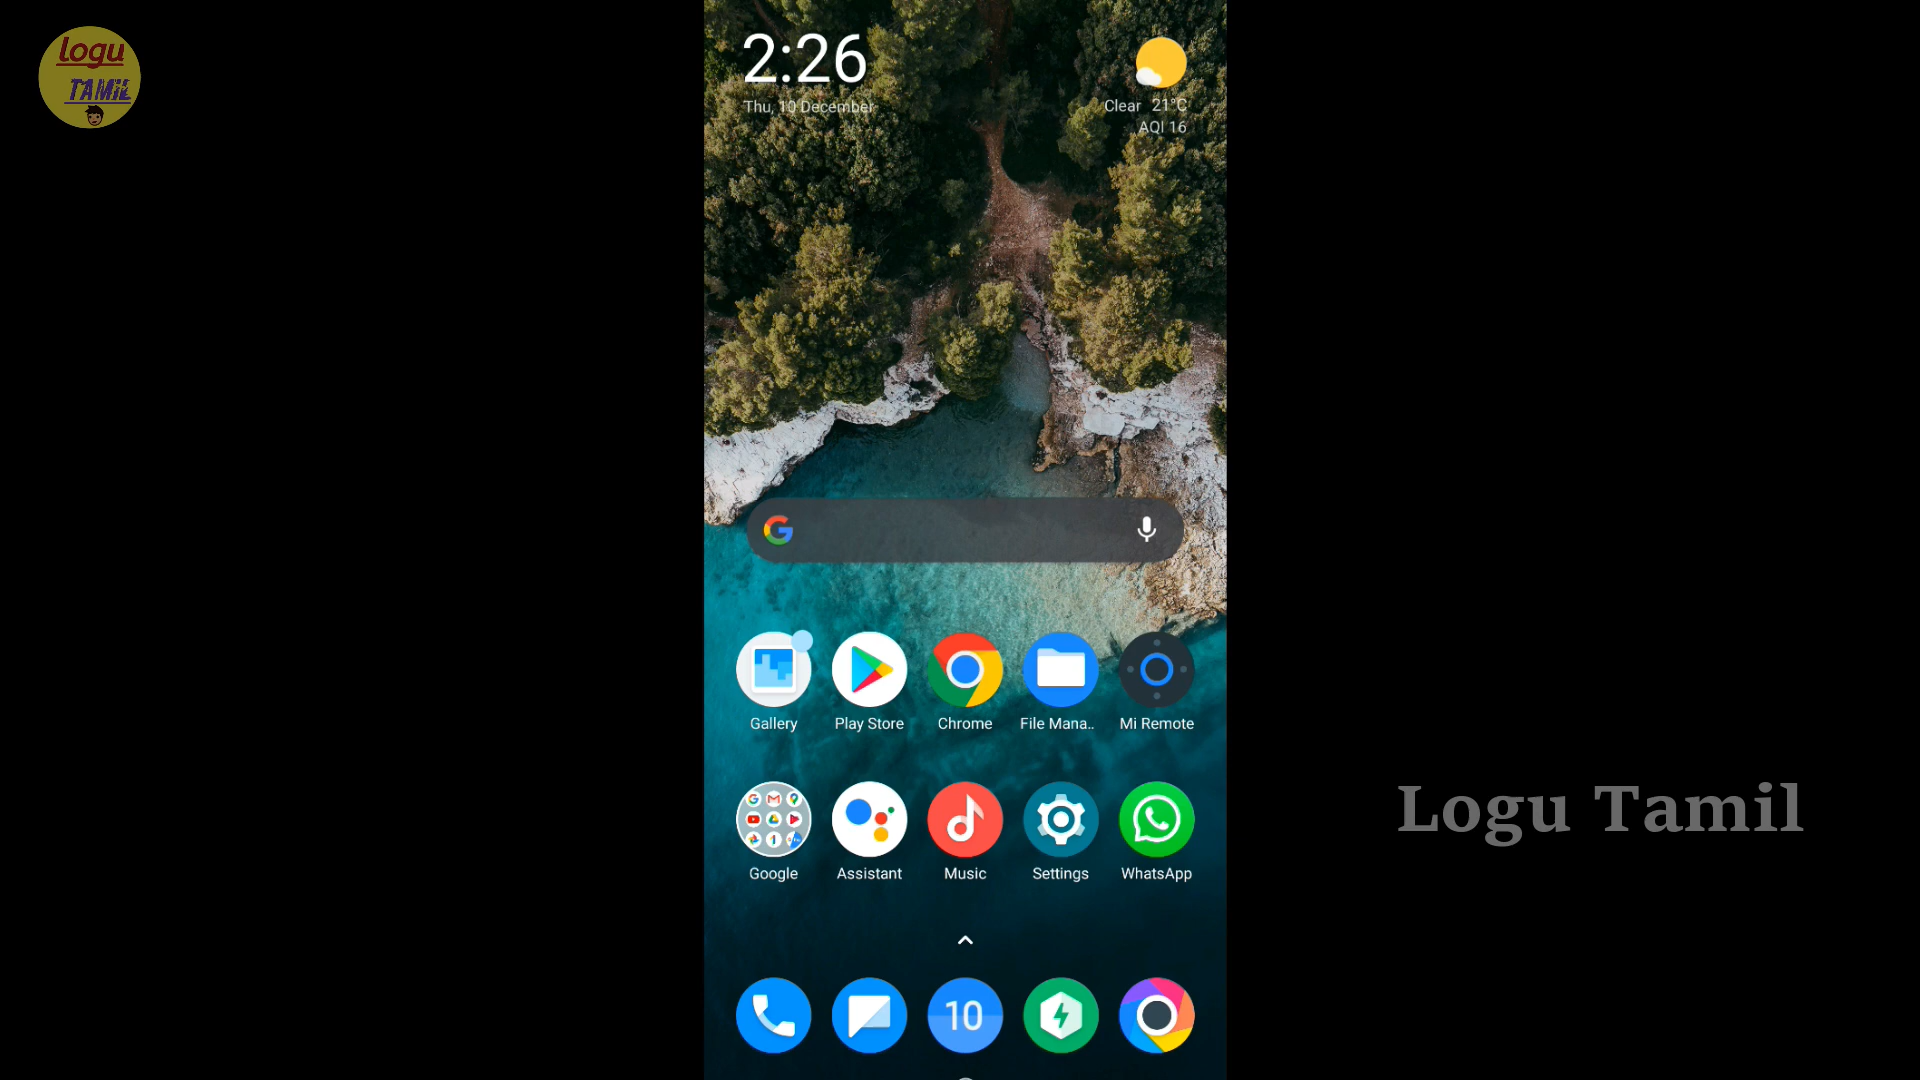 logu
TAMIL
2:26
Thu, 10 December
Clear 21°C
AQI 16
Gallery
Play Store
Chrome
File Mana..
Mi Remote
Google
Assistant
Music
Settings
WhatsApp
10
Logu Tamil